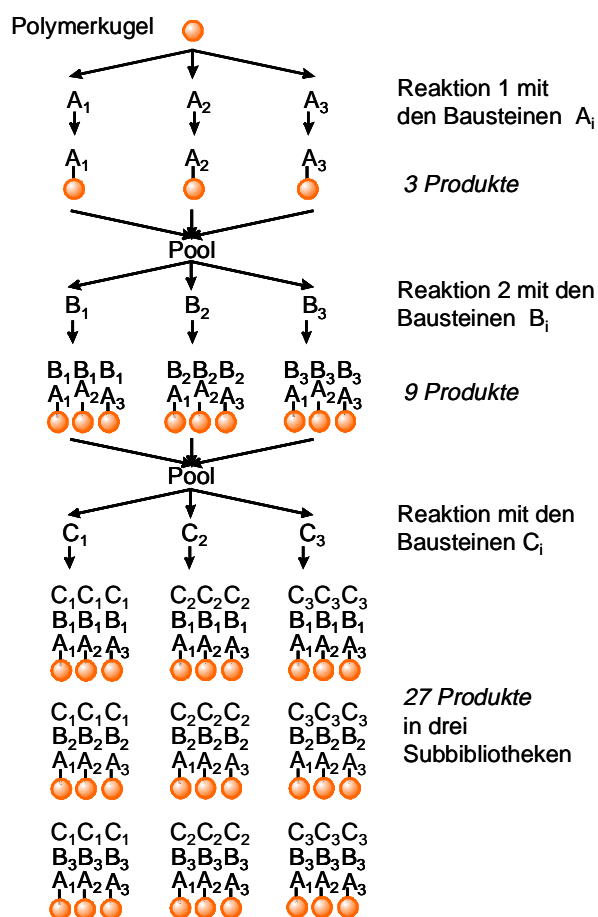 Polymerkugel
A₁ A₂ A₃
Reaktion 1 mit
den Bausteinen Aᵢ
A₁ A₂ A₃
3 Produkte
Pool
B₁ B₂ B₃
Reaktion 2 mit den
Bausteinen Bᵢ
B₁B₁B₁ B₂B₂B₂ B₃B₃B₃
A₁A₂A₃ A₁A₂A₃ A₁A₂A₃
9 Produkte
Pool
C₁ C₂ C₃
Reaktion mit den
Bausteinen Cᵢ
C₁C₁C₁ C₂C₂C₂ C₃C₃C₃
B₁B₁B₁ B₁B₁B₁ B₁B₁B₁
A₁A₂A₃ A₁A₂A₃ A₁A₂A₃
27 Produkte
in drei
Subbibliotheken
C₁C₁C₁ C₂C₂C₂ C₃C₃C₃
B₂B₂B₂ B₂B₂B₂ B₂B₂B₂
A₁A₂A₃ A₁A₂A₃ A₁A₂A₃
C₁C₁C₁ C₂C₂C₂ C₃C₃C₃
B₃B₃B₃ B₃B₃B₃ B₃B₃B₃
A₁A₂A₃ A₁A₂A₃ A₁A₂A₃